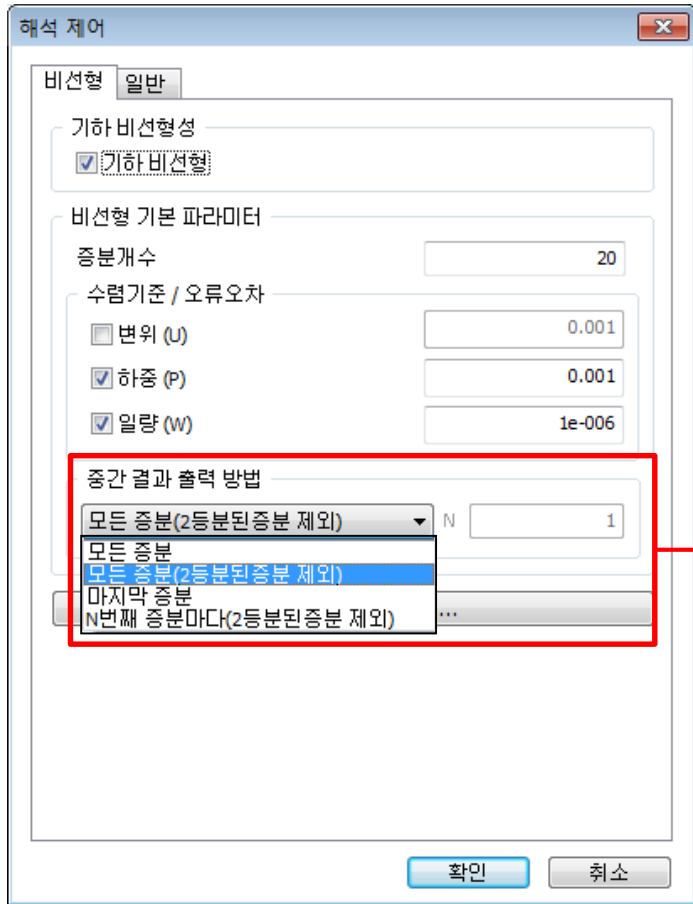 해석 제어
비선형 일반
기하 비선형성
기하 비선형
비선형 기본 파라미터
증분개수 20
수렴기준 / 오류오차
변위 (U) 0.001
하중 (P) 0.001
일량 (W) 1e-006
중간 결과 출력 방법
모든 증분(2등분된증분 제외) N 1
모든 증분
모든 증분(2등분된증분 제외)
마지막 증분
N번째 증분마다(2등분된증분 제외) ...
확인 취소